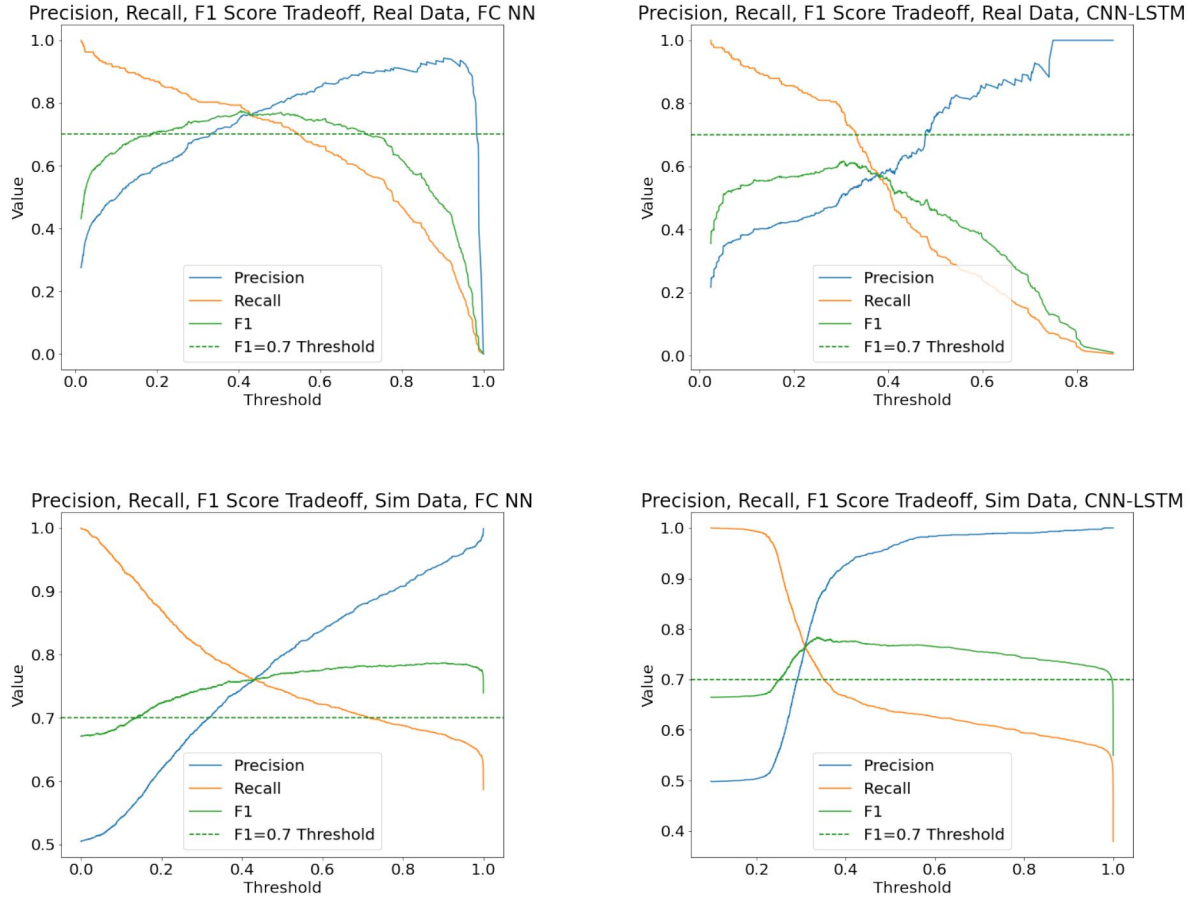 Precision, Recall, F1 Score Tradeoff, Real Data, FC NN
1.0
0.8
0.6
0.4
0.2
0.0
Value
Precision
Recall
F1
F1=0.7 Threshold
0.0 0.2 0.4 0.6 0.8 1.0
Threshold
Precision, Recall, F1 Score Tradeoff, Real Data, CNN-LSTM
1.0
0.8
0.6
0.4
0.2
0.0
Value
Precision
Recall
F1
F1=0.7 Threshold
0.0 0.2 0.4 0.6 0.8
Threshold
Precision, Recall, F1 Score Tradeoff, Sim Data, FC NN
1.0
0.9
0.8
0.7
0.6
0.5
Value
Precision
Recall
F1
F1=0.7 Threshold
0.0 0.2 0.4 0.6 0.8 1.0
Threshold
Precision, Recall, F1 Score Tradeoff, Sim Data, CNN-LSTM
1.0
0.9
0.8
0.7
0.6
0.5
0.4
Value
Precision
Recall
F1
F1=0.7 Threshold
0.2 0.4 0.6 0.8 1.0
Threshold